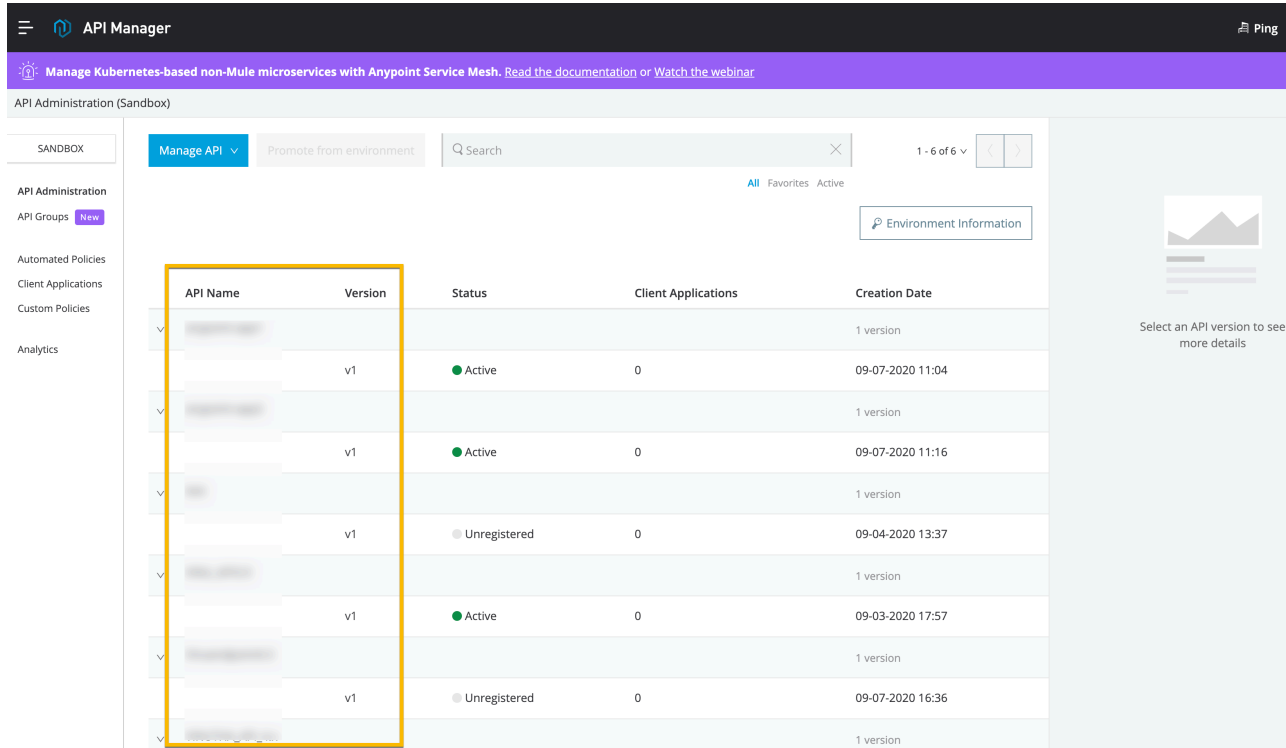 API Manager
Ping
Manage Kubernetes-based non-Mule microservices with Anypoint Service Mesh. Read the documentation or Watch the webinar
API Administration (Sandbox)
SANDBOX
API Administration
API Groups New
Automated Policies
Client Applications
Custom Policies
Analytics
Manage API
Promote from environment
Search
1 - 6 of 6
All Favorites Active
Environment Information
API Name Version Status Client Applications Creation Date
1 version
v1 Active 0 09-07-2020 11:04
1 version
v1 Active 0 09-07-2020 11:16
1 version
v1 Unregistered 0 09-04-2020 13:37
1 version
v1 Active 0 09-03-2020 17:57
1 version
v1 Unregistered 0 09-07-2020 16:36
1 version
Select an API version to see
more details